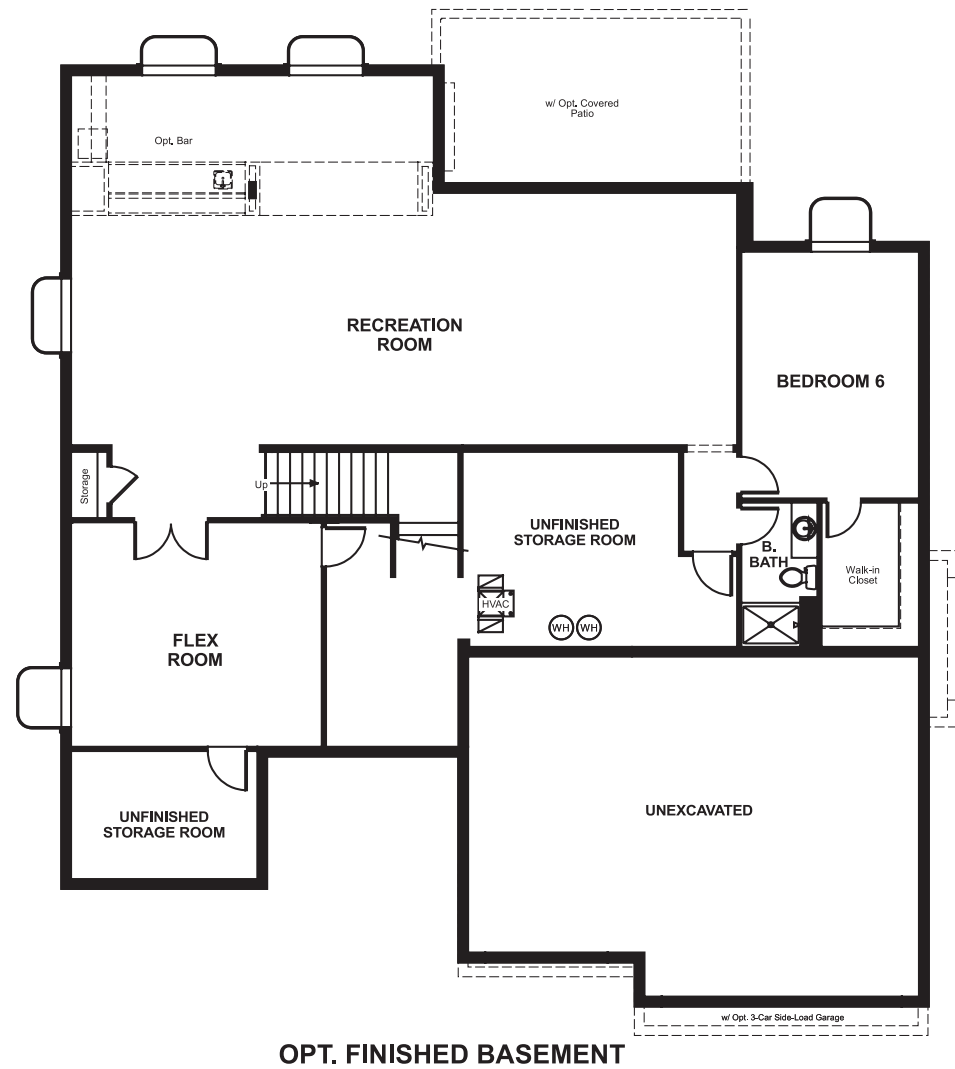 w/ Opt. Covered
Patio
Opt. Bar
RECREATION
ROOM
BEDROOM 6
Storage
Up
UNFINISHED
STORAGE ROOM
B.
BATH
Walk-in
Closet
HVAC
WH WH
FLEX
ROOM
UNFINISHED
STORAGE ROOM
UNEXCAVATED
w/ Opt. 3-Car Side-Load Garage
OPT. FINISHED BASEMENT